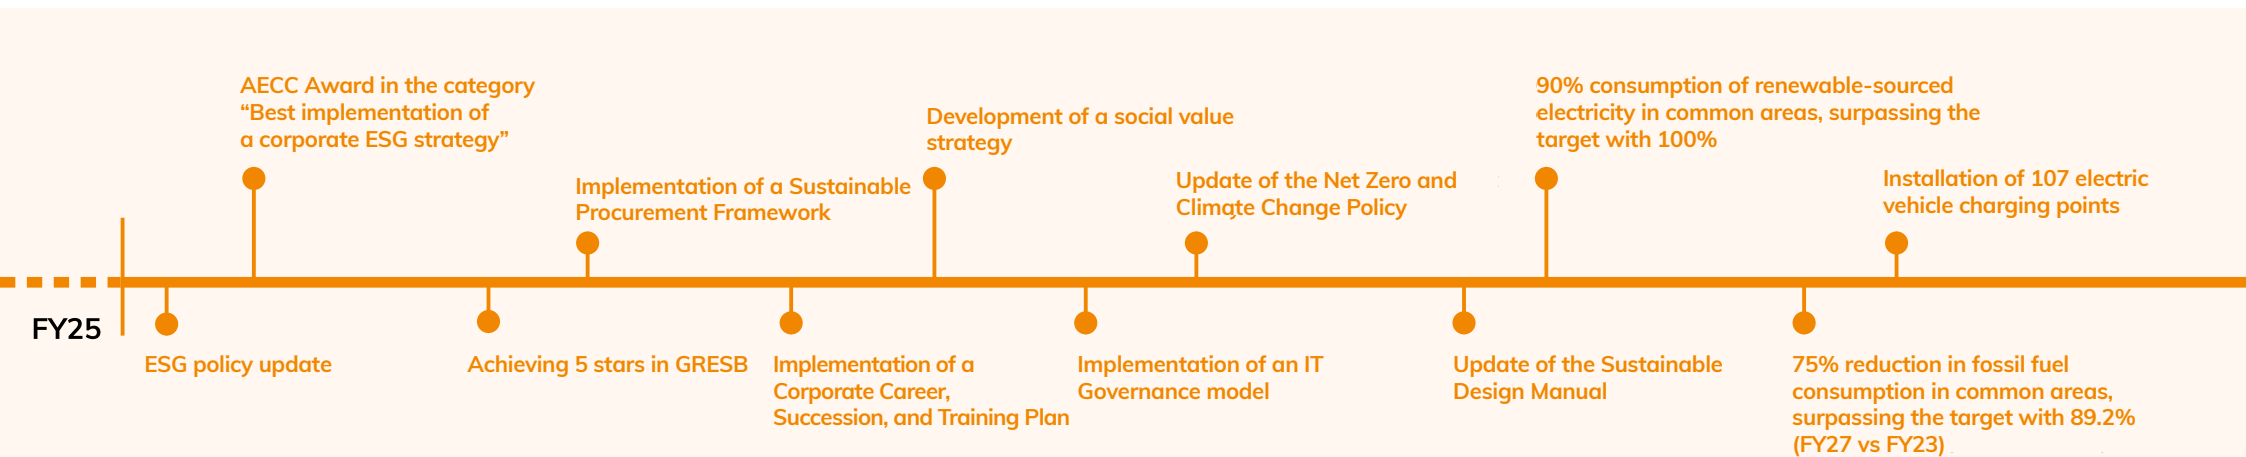 AECC Award in the category
“Best implementation of
a corporate ESG strategy”
Implementation of a Sustainable
Procurement Framework
Development of a social value
strategy
Update of the Net Zero and
Climate Change Policy
90% consumption of renewable-sourced
electricity in common areas, surpassing the
target with 100%
Installation of 107 electric
vehicle charging points
FY25
ESG policy update
Achieving 5 stars in GRESB
Implementation of a
Corporate Career,
Succession, and Training Plan
Implementation of an IT
Governance model
Update of the Sustainable
Design Manual
75% reduction in fossil fuel
consumption in common areas,
surpassing the target with 89.2%
(FY27 vs FY23)